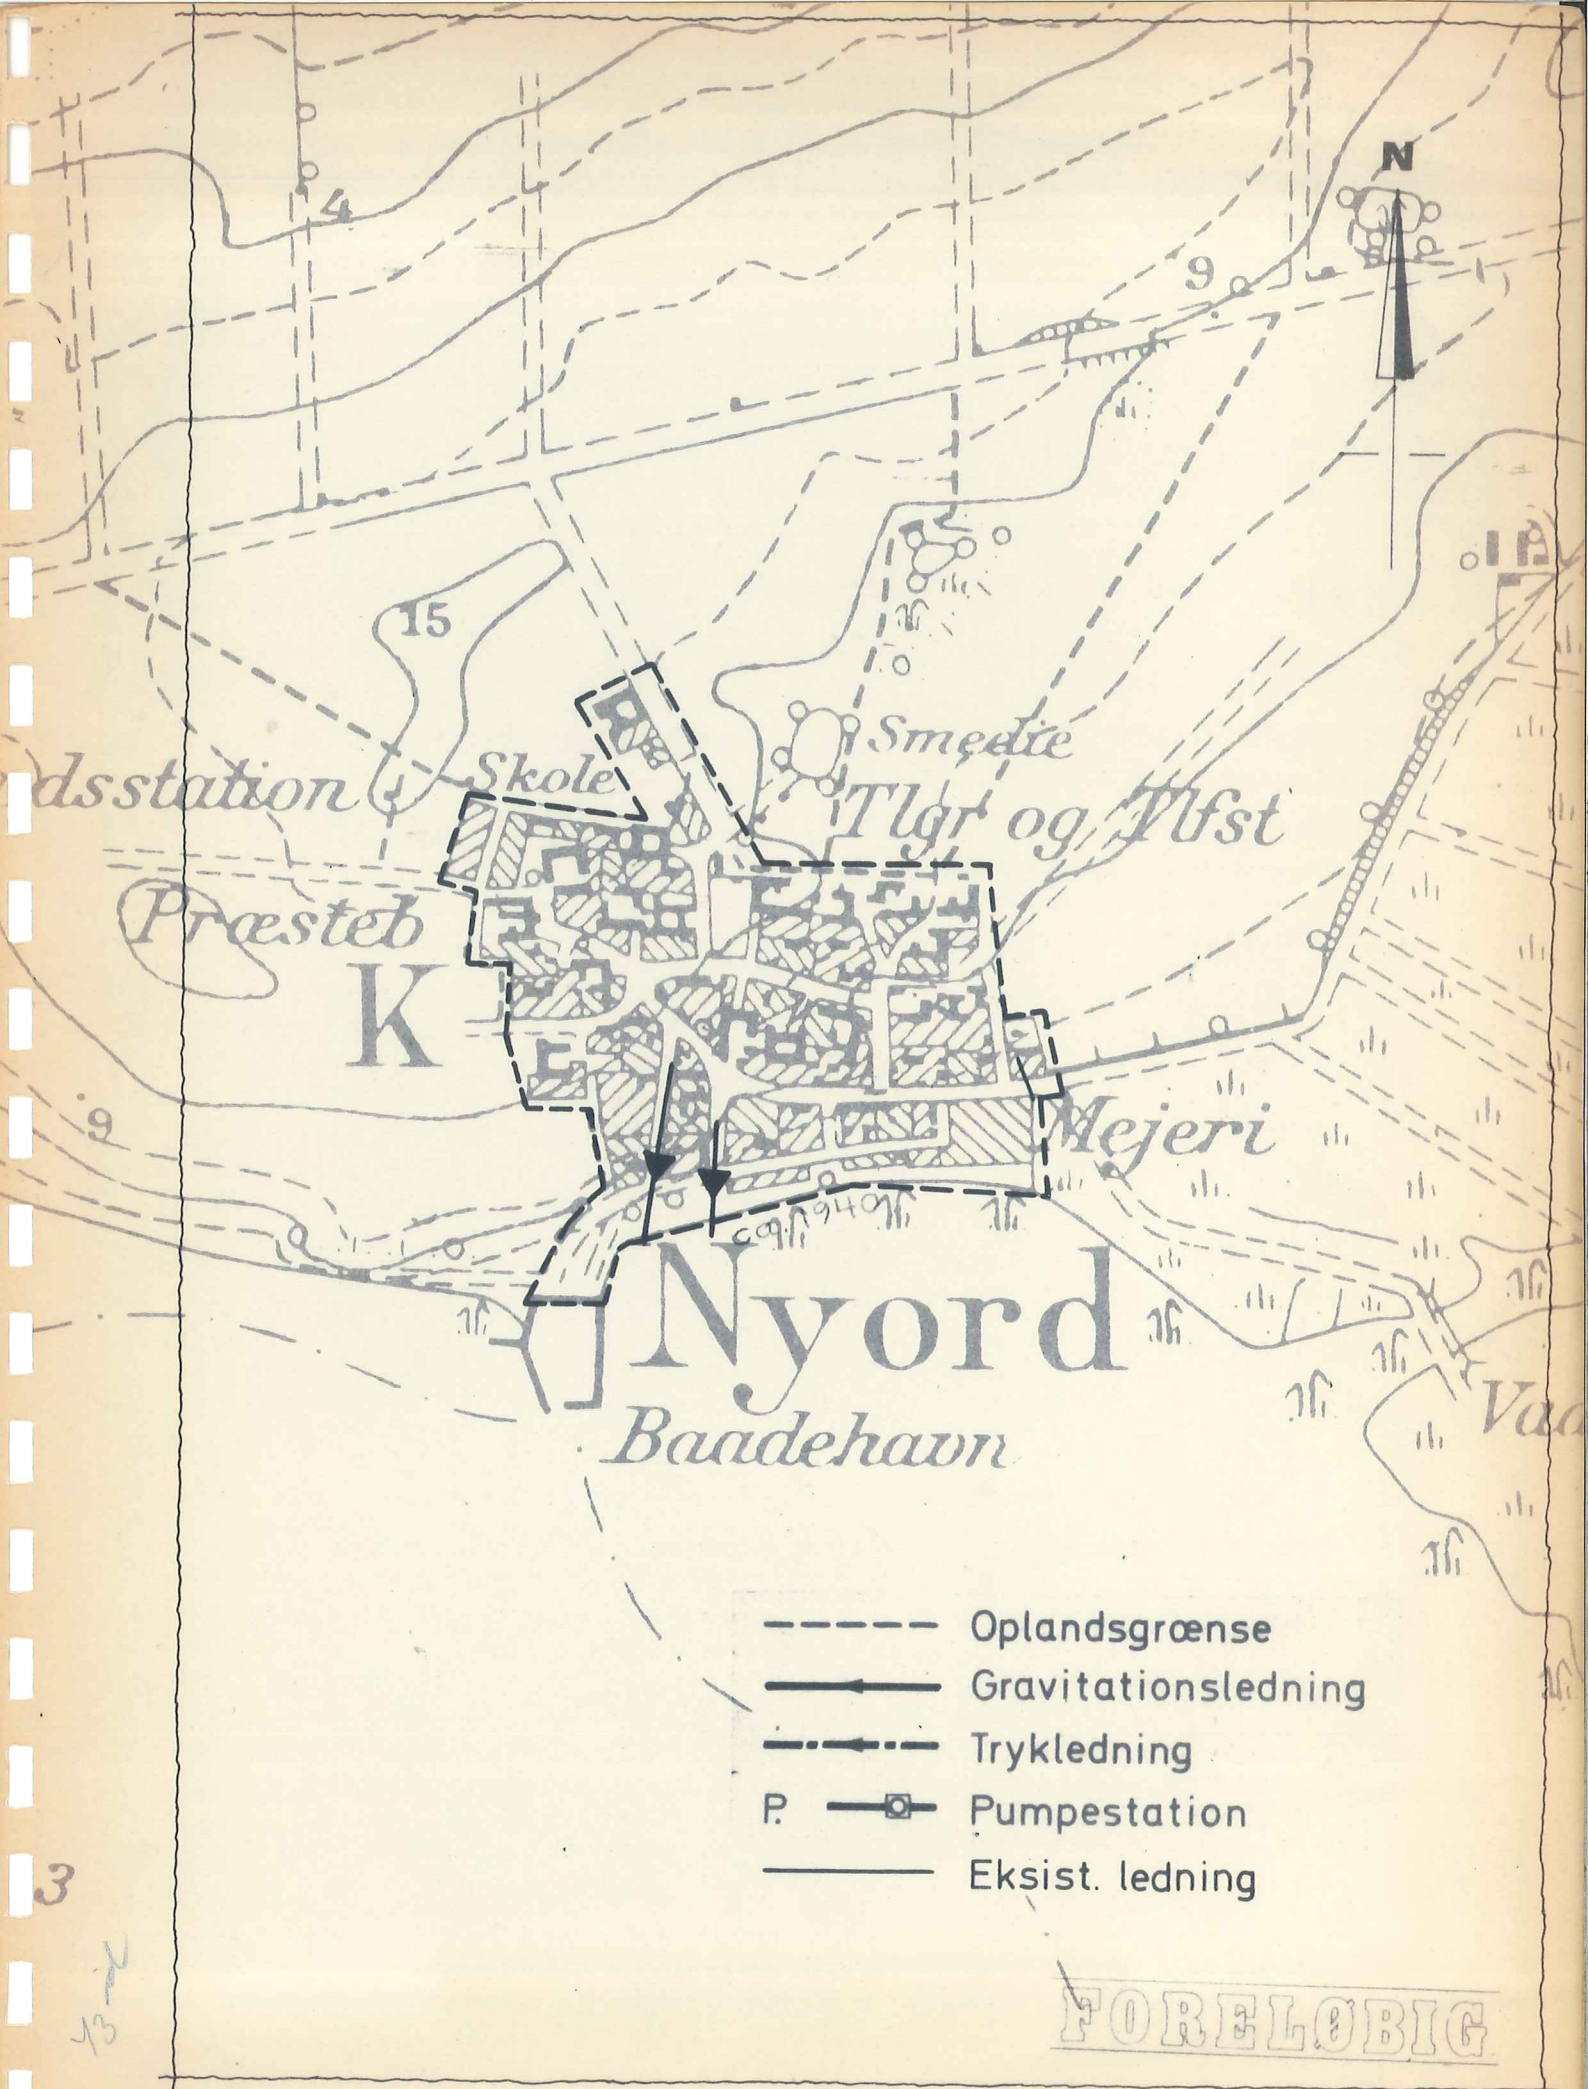 N
4
9
15
Smedie
Skole
dsstation
Tlgr og Tlfst
Præsteb
K
9
Mejeri
ca. 1940
Nyord
Baadehavn
Oplandsgrænse
Gravitationsledning
Trykledning
P. Pumpestation
Eksist. ledning
3
FORELØBIG